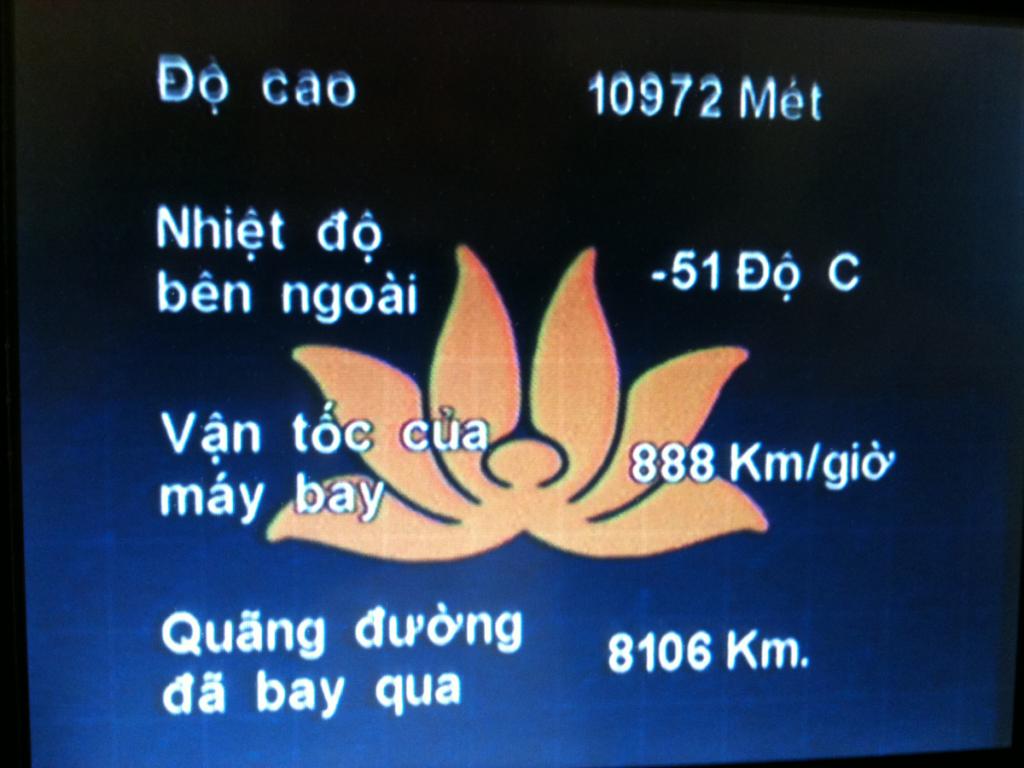 Độ cao 10972 Mét
Nhiệt độ
bên ngoài -51 Độ C
Vận tốc của
máy bay 888 Km/giờ
Quãng đường
đã bay qua 8106 Km.